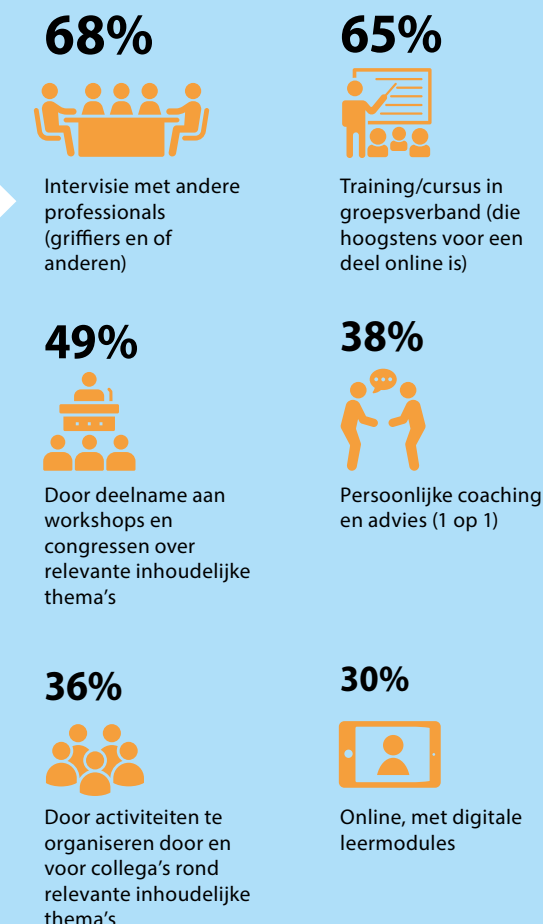 68%
Intervisie met andere
professionals
(griffiers en of
anderen)
65%
Training/cursus in
groepsverband (die
hoogstens voor een
deel online is)
49%
Door deelname aan
workshops en
congressen over
relevante inhoudelijke
thema's
38%
Persoonlijke coaching
en advies (1 op 1)
36%
Door activiteiten te
organiseren door en
voor collega's rond
relevante inhoudelijke
thema's
30%
Online, met digitale
leermodules